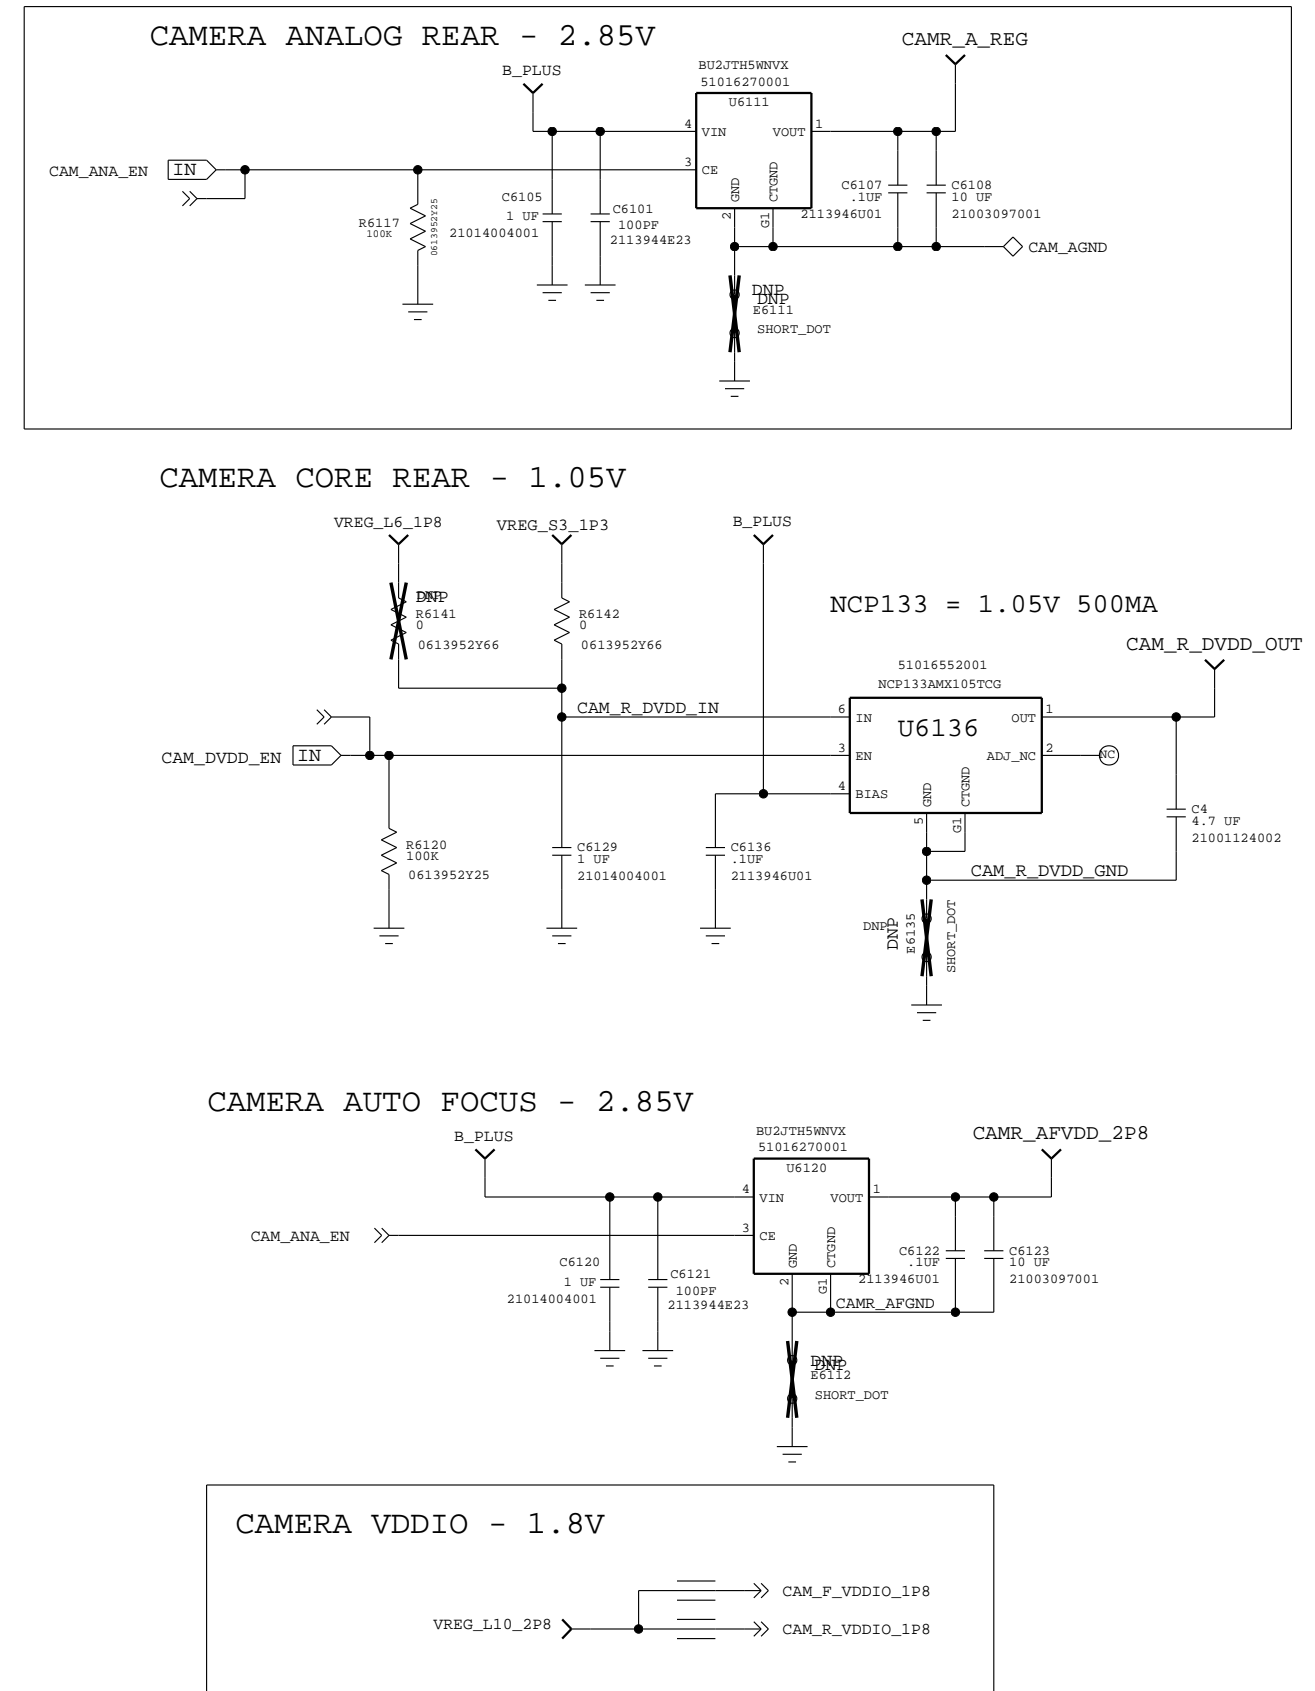 CAMERA ANALOG REAR - 2.85V
CAMR_A_REG
B_PLUS
BU2JTH5WNVX
51016270001
U6111
4
VIN
VOUT
1
CAM_ANA_EN
IN
3
CE
GND
CTGND
2
G1
R6117
100K
0613952Y25
C6105
1 UF
21014004001
C6101
100PF
2113944E23
C6107
.1UF
2113946U01
C6108
10 UF
21003097001
CAM_AGND
DNP
DNP
E6111
SHORT_DOT
CAMERA CORE REAR - 1.05V
VREG_L6_1P8
VREG_S3_1P3
B_PLUS
DNP
R6141
0
0613952Y66
R6142
0
0613952Y66
NCP133 = 1.05V 500MA
CAM_R_DVDD_OUT
51016552001
NCP133AMX105TCG
CAM_R_DVDD_IN
6
IN
U6136
OUT
1
CAM_DVDD_EN
IN
3
EN
ADJ_NC
2
NC
4
BIAS
GND
CTGND
5
G1
C4
4.7 UF
21001124002
R6120
100K
0613952Y25
C6129
1 UF
21014004001
C6136
.1UF
2113946U01
CAM_R_DVDD_GND
DNP
DNP
E6135
SHORT_DOT
CAMERA AUTO FOCUS - 2.85V
B_PLUS
BU2JTH5WNVX
51016270001
CAMR_AFVDD_2P8
U6120
4
VIN
VOUT
1
CAM_ANA_EN
3
CE
GND
CTGND
2
G1
C6120
1 UF
21014004001
C6121
100PF
2113944E23
C6122
.1UF
2113946U01
C6123
10 UF
21003097001
CAMR_AFGND
DNP
DNP
E6112
SHORT_DOT
CAMERA VDDIO - 1.8V
CAM_F_VDDIO_1P8
VREG_L10_2P8
CAM_R_VDDIO_1P8